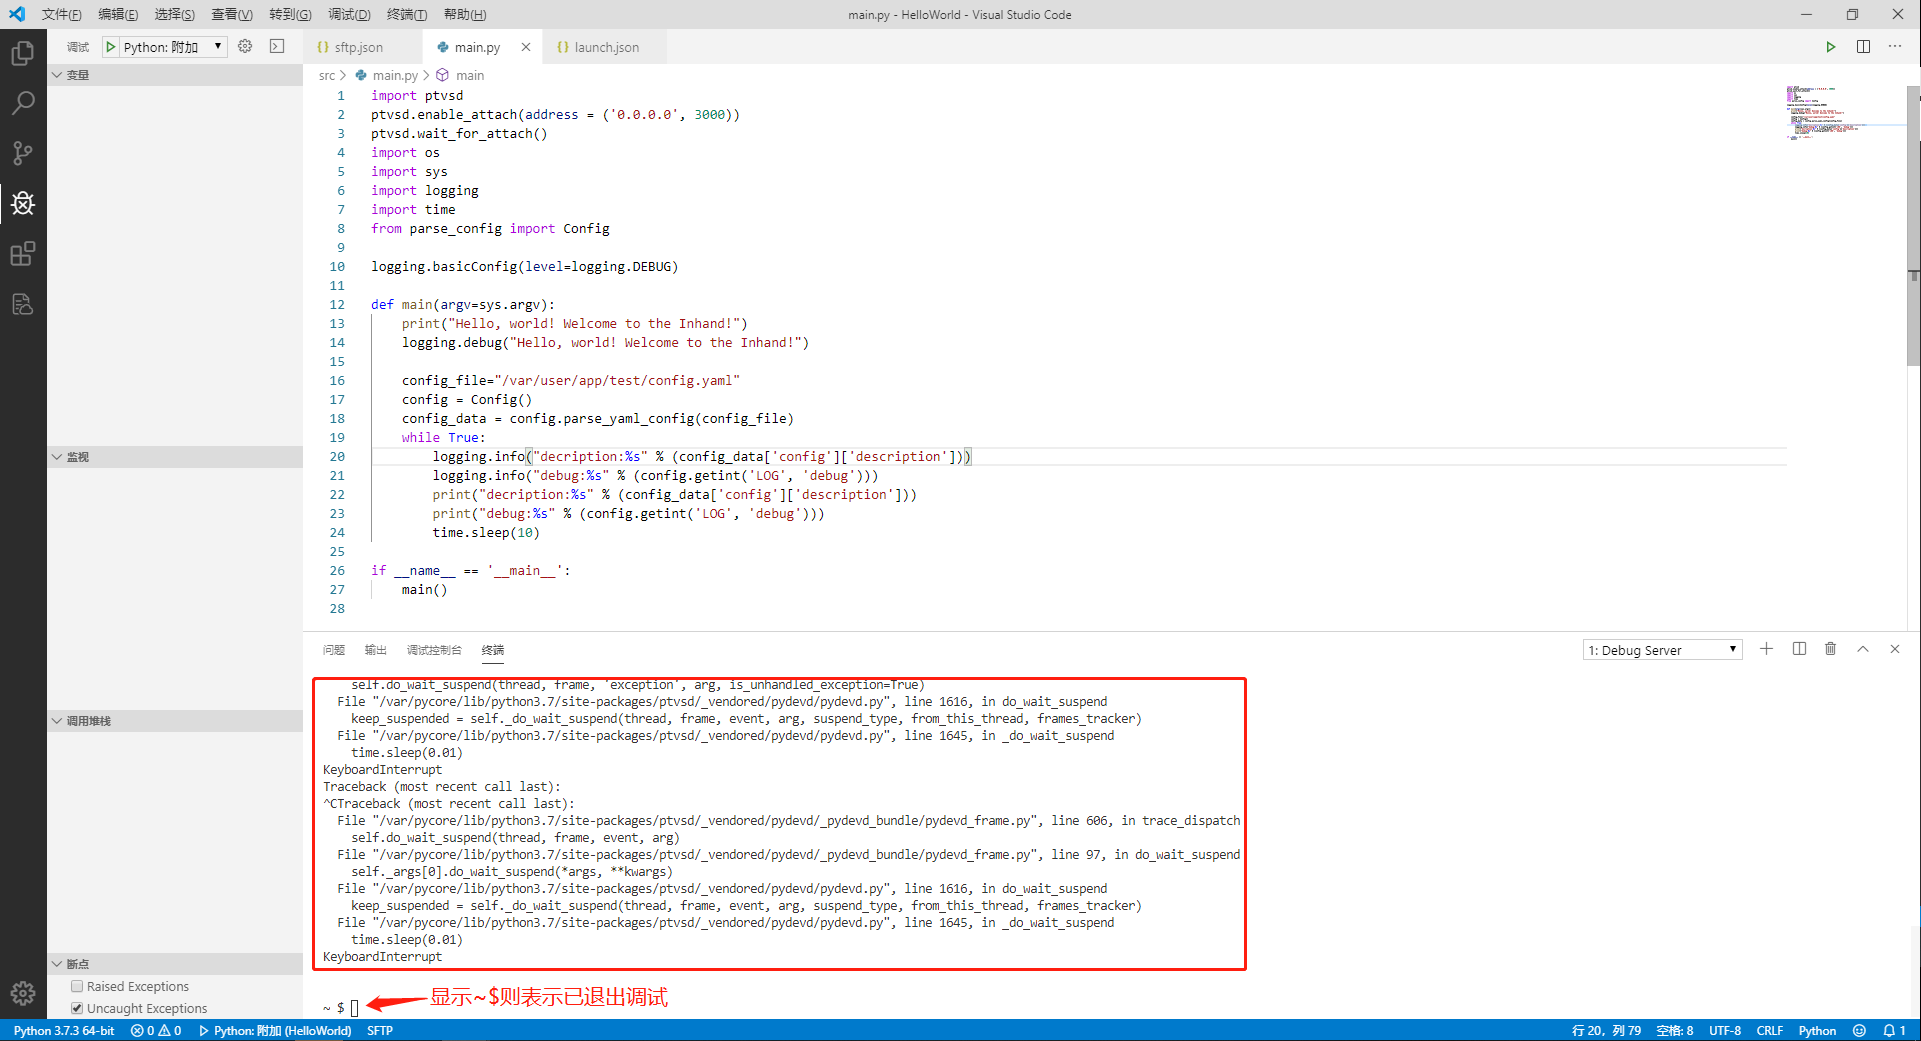 文件(F) 编辑(E) 选择(S) 查看(V) 转到(G) 调试(D) 终端(T) 帮助(H) main.py - HelloWorld - Visual Studio Code
调试 Python: 附加 sftp.json main.py launch.json
变量
src > main.py > main
1 import ptvsd
2 ptvsd.enable_attach(address = ('0.0.0.0', 3000))
3 ptvsd.wait_for_attach()
4 import os
5 import sys
6 import logging
7 import time
8 from parse_config import Config
9
10 logging.basicConfig(level=logging.DEBUG)
11
12 def main(argv=sys.argv):
13 print("Hello, world! Welcome to the Inhand!")
14 logging.debug("Hello, world! Welcome to the Inhand!")
15
16 config_file="/var/user/app/test/config.yaml"
17 config = Config()
18 config_data = config.parse_yaml_config(config_file)
19 while True:
20 logging.info("decription:%s" % (config_data['config']['description']))
21 logging.info("debug:%s" % (config.getint('LOG', 'debug')))
22 print("decription:%s" % (config_data['config']['description']))
23 print("debug:%s" % (config.getint('LOG', 'debug')))
24 time.sleep(10)
25
26 if __name__ == '__main__':
27 main()
28
监视
调用堆栈
断点
Raised Exceptions
Uncaught Exceptions
问题 输出 调试控制台 终端 1: Debug Server
self.do_wait_suspend(thread, frame, 'exception', arg, is_unhandled_exception=True)
File "/var/pycore/lib/python3.7/site-packages/ptvsd/_vendored/pydevd/pydevd.py", line 1616, in do_wait_suspend
keep_suspended = self._do_wait_suspend(thread, frame, event, arg, suspend_type, from_this_thread, frames_tracker)
File "/var/pycore/lib/python3.7/site-packages/ptvsd/_vendored/pydevd/pydevd.py", line 1645, in _do_wait_suspend
time.sleep(0.01)
KeyboardInterrupt
Traceback (most recent call last):
^CTraceback (most recent call last):
File "/var/pycore/lib/python3.7/site-packages/ptvsd/_vendored/pydevd/_pydevd_bundle/pydevd_frame.py", line 606, in trace_dispatch
self.do_wait_suspend(thread, frame, event, arg)
File "/var/pycore/lib/python3.7/site-packages/ptvsd/_vendored/pydevd/_pydevd_bundle/pydevd_frame.py", line 97, in do_wait_suspend
self._args[0].do_wait_suspend(*args, **kwargs)
File "/var/pycore/lib/python3.7/site-packages/ptvsd/_vendored/pydevd/pydevd.py", line 1616, in do_wait_suspend
keep_suspended = self._do_wait_suspend(thread, frame, event, arg, suspend_type, from_this_thread, frames_tracker)
File "/var/pycore/lib/python3.7/site-packages/ptvsd/_vendored/pydevd/pydevd.py", line 1645, in _do_wait_suspend
time.sleep(0.01)
KeyboardInterrupt
~ $ 显示~$则表示已退出调试
Python 3.7.3 64-bit 0 0 Python: 附加 (HelloWorld) SFTP 行 20, 列 79 空格: 8 UTF-8 CRLF Python 1